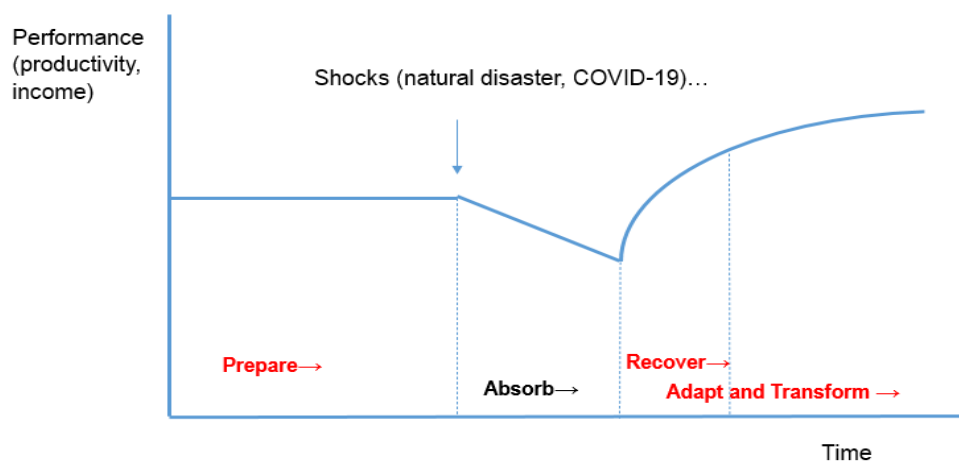 Performance
(productivity,
income)
Shocks (natural disaster, COVID-19)…
Prepare→
Absorb→
Recover→
Adapt and Transform →
Time